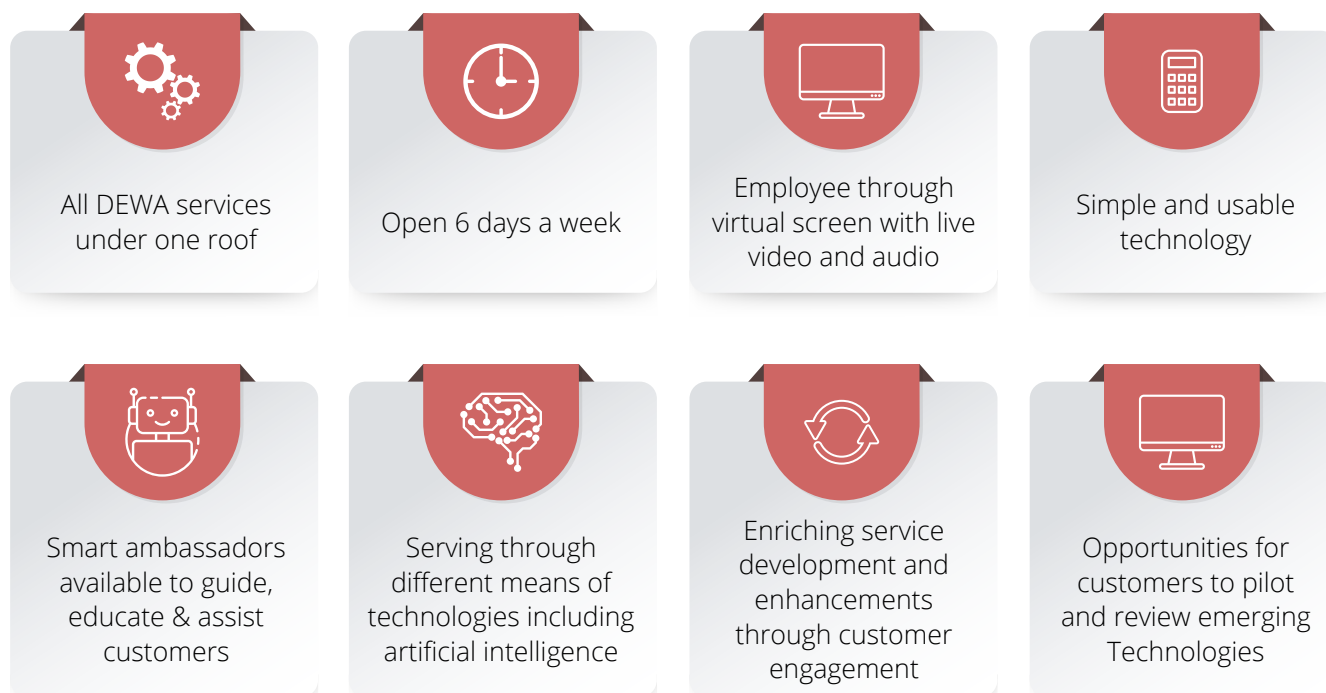 All DEWA services
under one roof
Open 6 days a week
Employee through
virtual screen with live
video and audio
Simple and usable
technology
Smart ambassadors
available to guide,
educate & assist
customers
Serving through
different means of
technologies including
artificial intelligence
Enriching service
development and
enhancements
through customer
engagement
Opportunities for
customers to pilot
and review emerging
Technologies